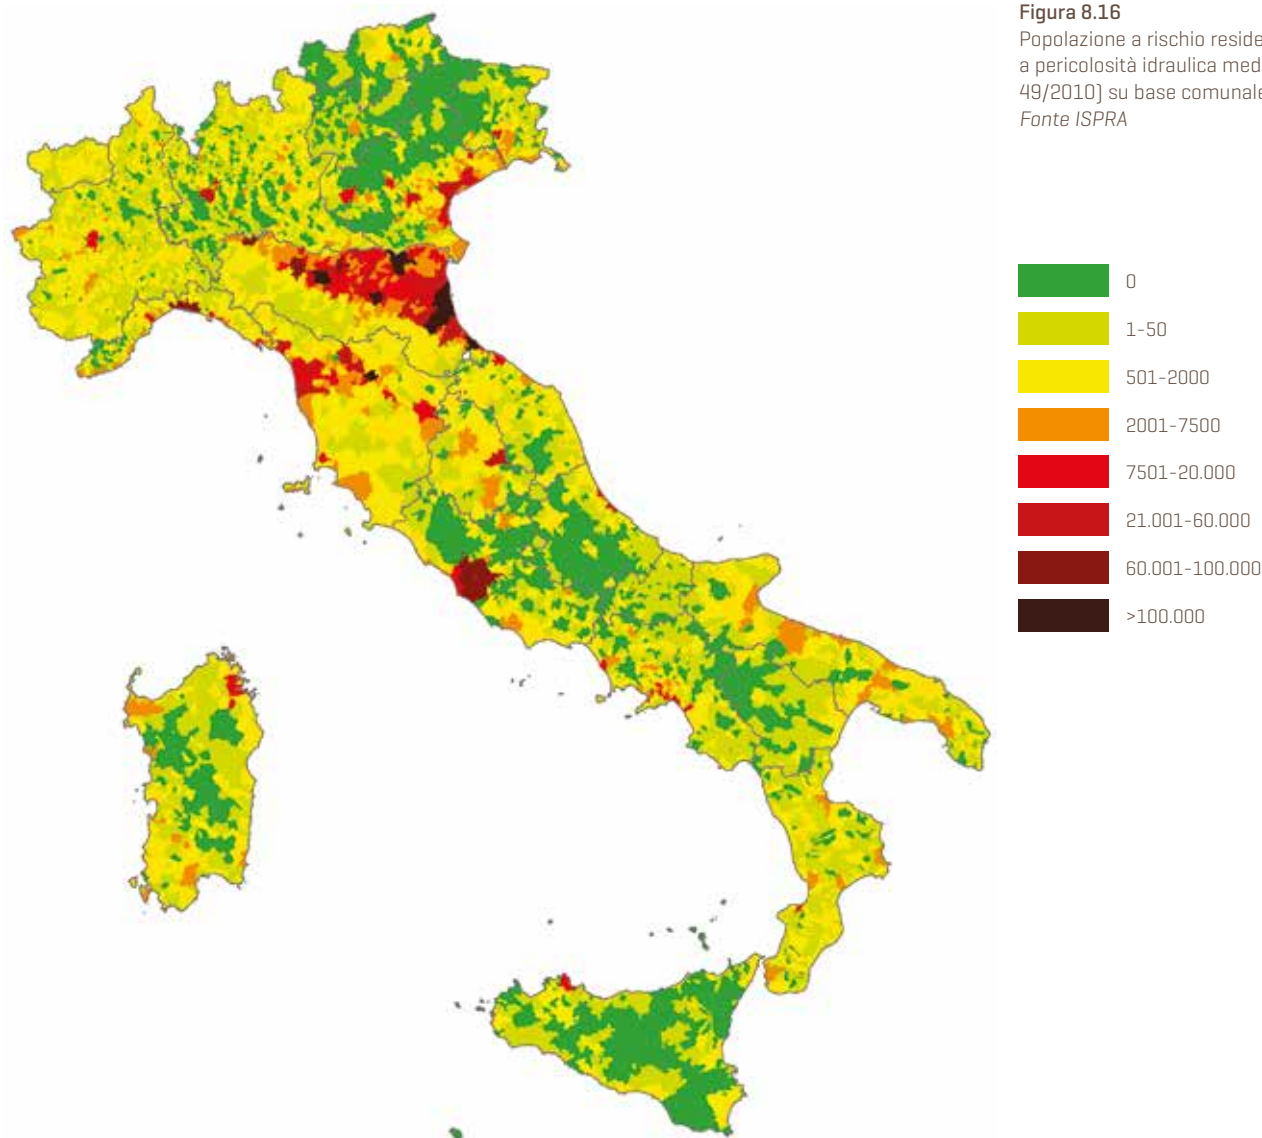 Figura 8.16
Popolazione a rischio reside
a pericolosità idraulica med
49/2010) su base comunale
Fonte ISPRA
0
1-50
501-2000
2001-7500
7501-20.000
21.001-60.000
60.001-100.000
>100.000